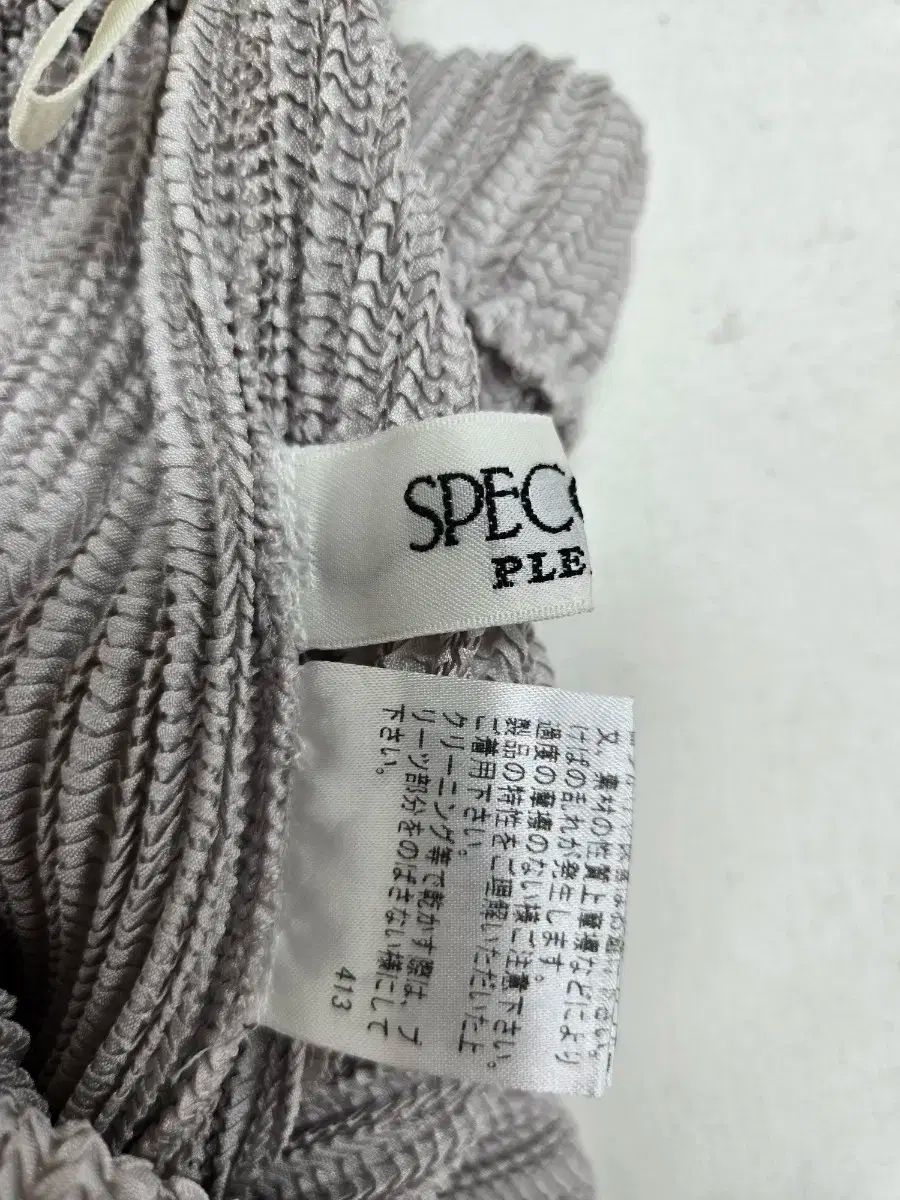 SPEC
PLE
又、裏材の性質上摩擦などにより
けばの乱れが発生します。
過度の摩擦のない様ご注意下さい。
製品の特性をご理解いただいた上
ご着用下さい。
クリーニング等で乾かす際は、プ
リーツ部分をのばさない様にして
下さい。
413